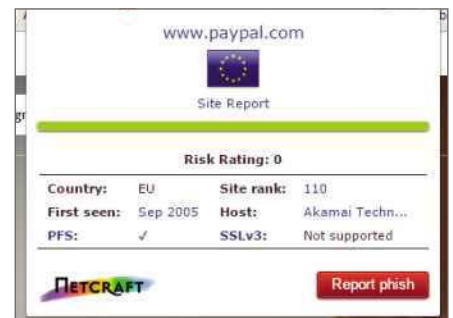 www.paypal.com
Site Report
Risk Rating: 0
Country: EU Site rank: 110
First seen: Sep 2005 Host: Akamai Techn...
PFS: ✓ SSLv3: Not supported
NETCRAFT Report phish